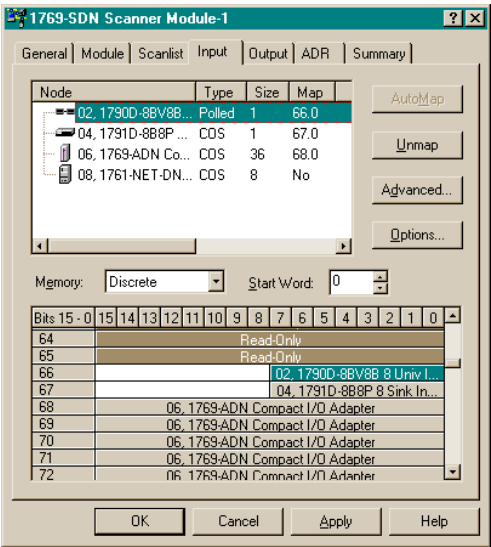 1769-SDN Scanner Module-1
General Module Scanlist Input Output ADR Summary
Node Type Size Map
02, 1790D-8BV8B... Polled 1 66.0
04, 1791D-8B8P ... COS 1 67.0
06, 1769-ADN Co... COS 36 68.0
08, 1761-NET-DN... COS 8 No
AutoMap
Unmap
Advanced...
Options...
Memory: Discrete Start Word: 0
Bits 15 - 0 15 14 13 12 11 10 9 8 7 6 5 4 3 2 1 0
64 Read-Only
65 Read-Only
66 02, 1790D-8BV8B 8 Univ I...
67 04, 1791D-8B8P 8 Sink In...
68 06, 1769-ADN Compact I/O Adapter
69 06, 1769-ADN Compact I/O Adapter
70 06, 1769-ADN Compact I/O Adapter
71 06, 1769-ADN Compact I/O Adapter
72 06, 1769-ADN Compact I/O Adapter
OK Cancel Apply Help